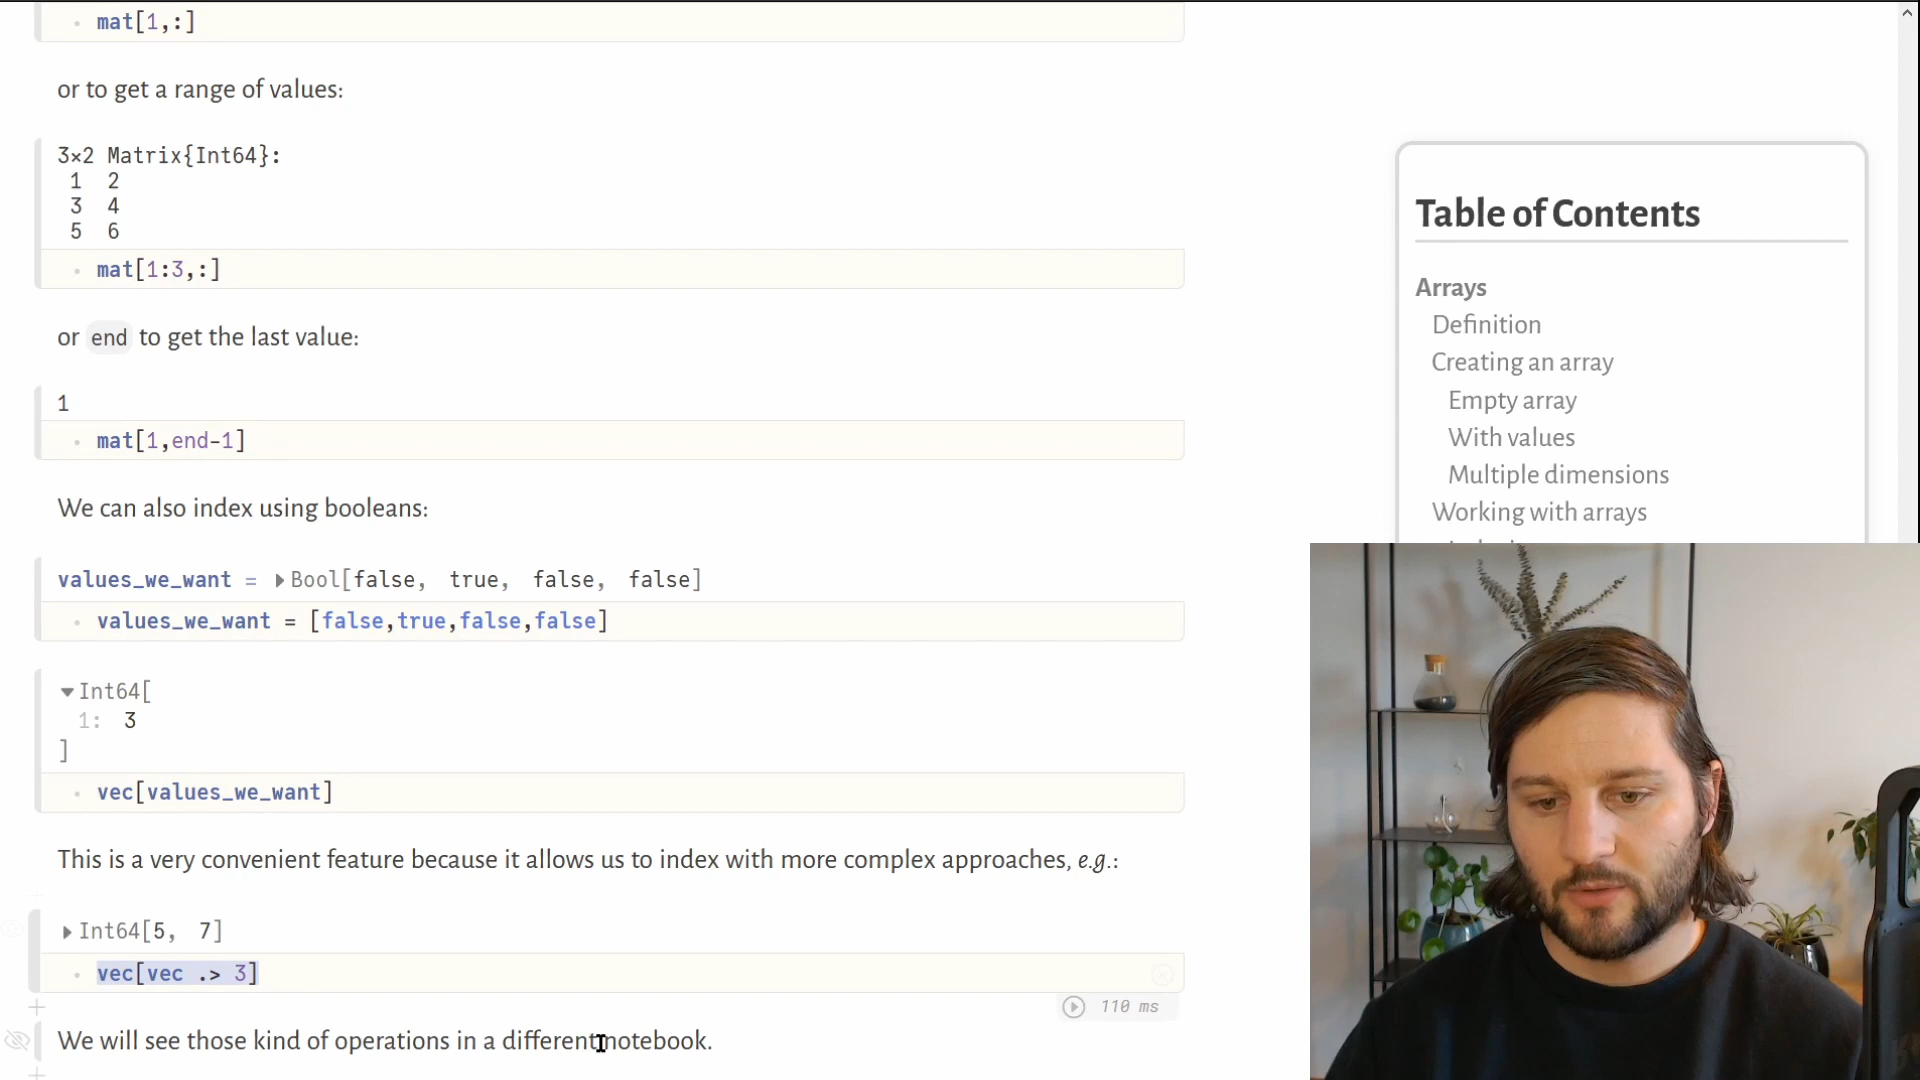 mat[1,:]
or to get a range of values:
3×2 Matrix{Int64}:
1 2
3 4
5 6
mat[1:3,:]
or end to get the last value:
1
mat[1,end-1]
We can also index using booleans:
values_we_want = Bool[false, true, false, false]
values_we_want = [false,true,false,false]
Int64[
1: 3
]
vec[values_we_want]
This is a very convenient feature because it allows us to index with more complex approaches, e.g.:
Int64[5, 7]
vec[vec .> 3]
110 ms
We will see those kind of operations in a different notebook.
Table of Contents
Arrays
Definition
Creating an array
Empty array
With values
Multiple dimensions
Working with arrays